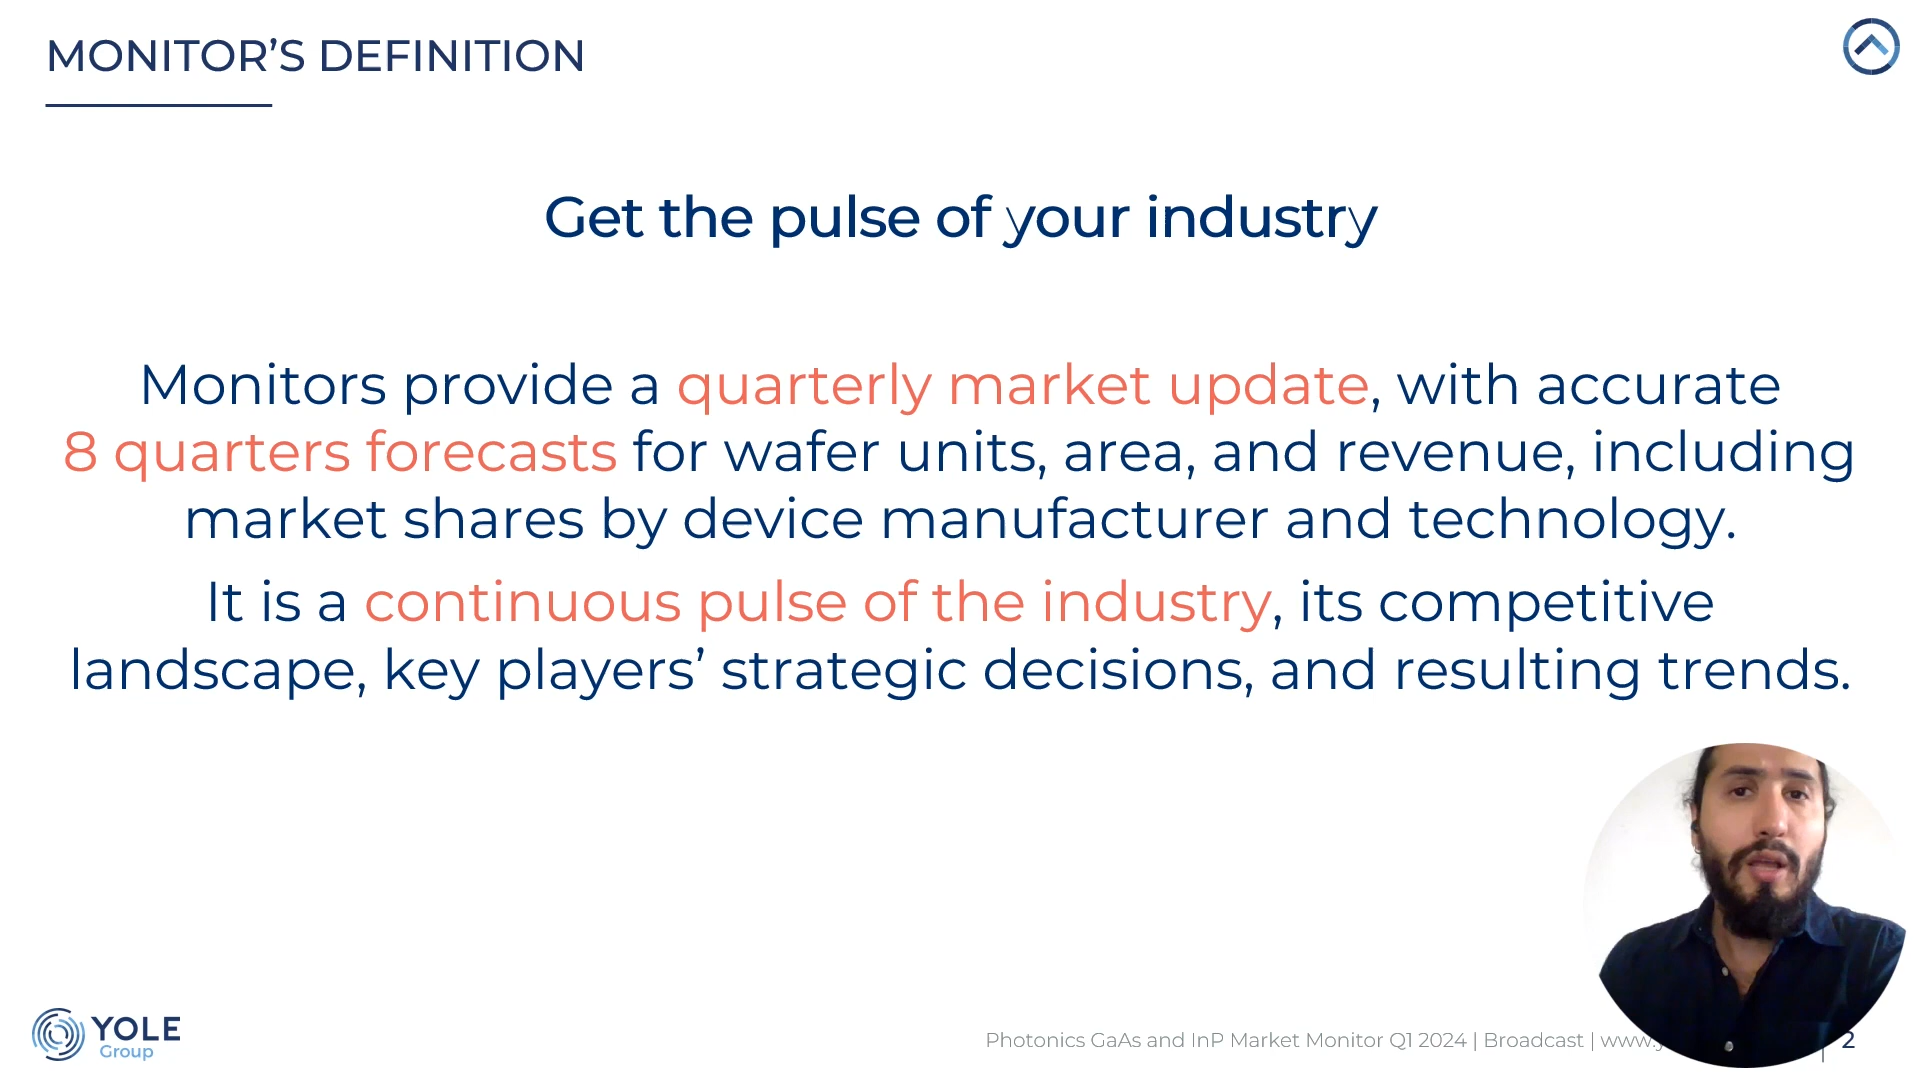 MONITOR’S DEFINITION
Get the pulse of your industry
Monitors provide a quarterly market update, with accurate
8 quarters forecasts for wafer units, area, and revenue, including
market shares by device manufacturer and technology.
It is a continuous pulse of the industry, its competitive
landscape, key players’ strategic decisions, and resulting trends.
YOLE
Group
Photonics GaAs and InP Market Monitor Q1 2024 | Broadcast |
2